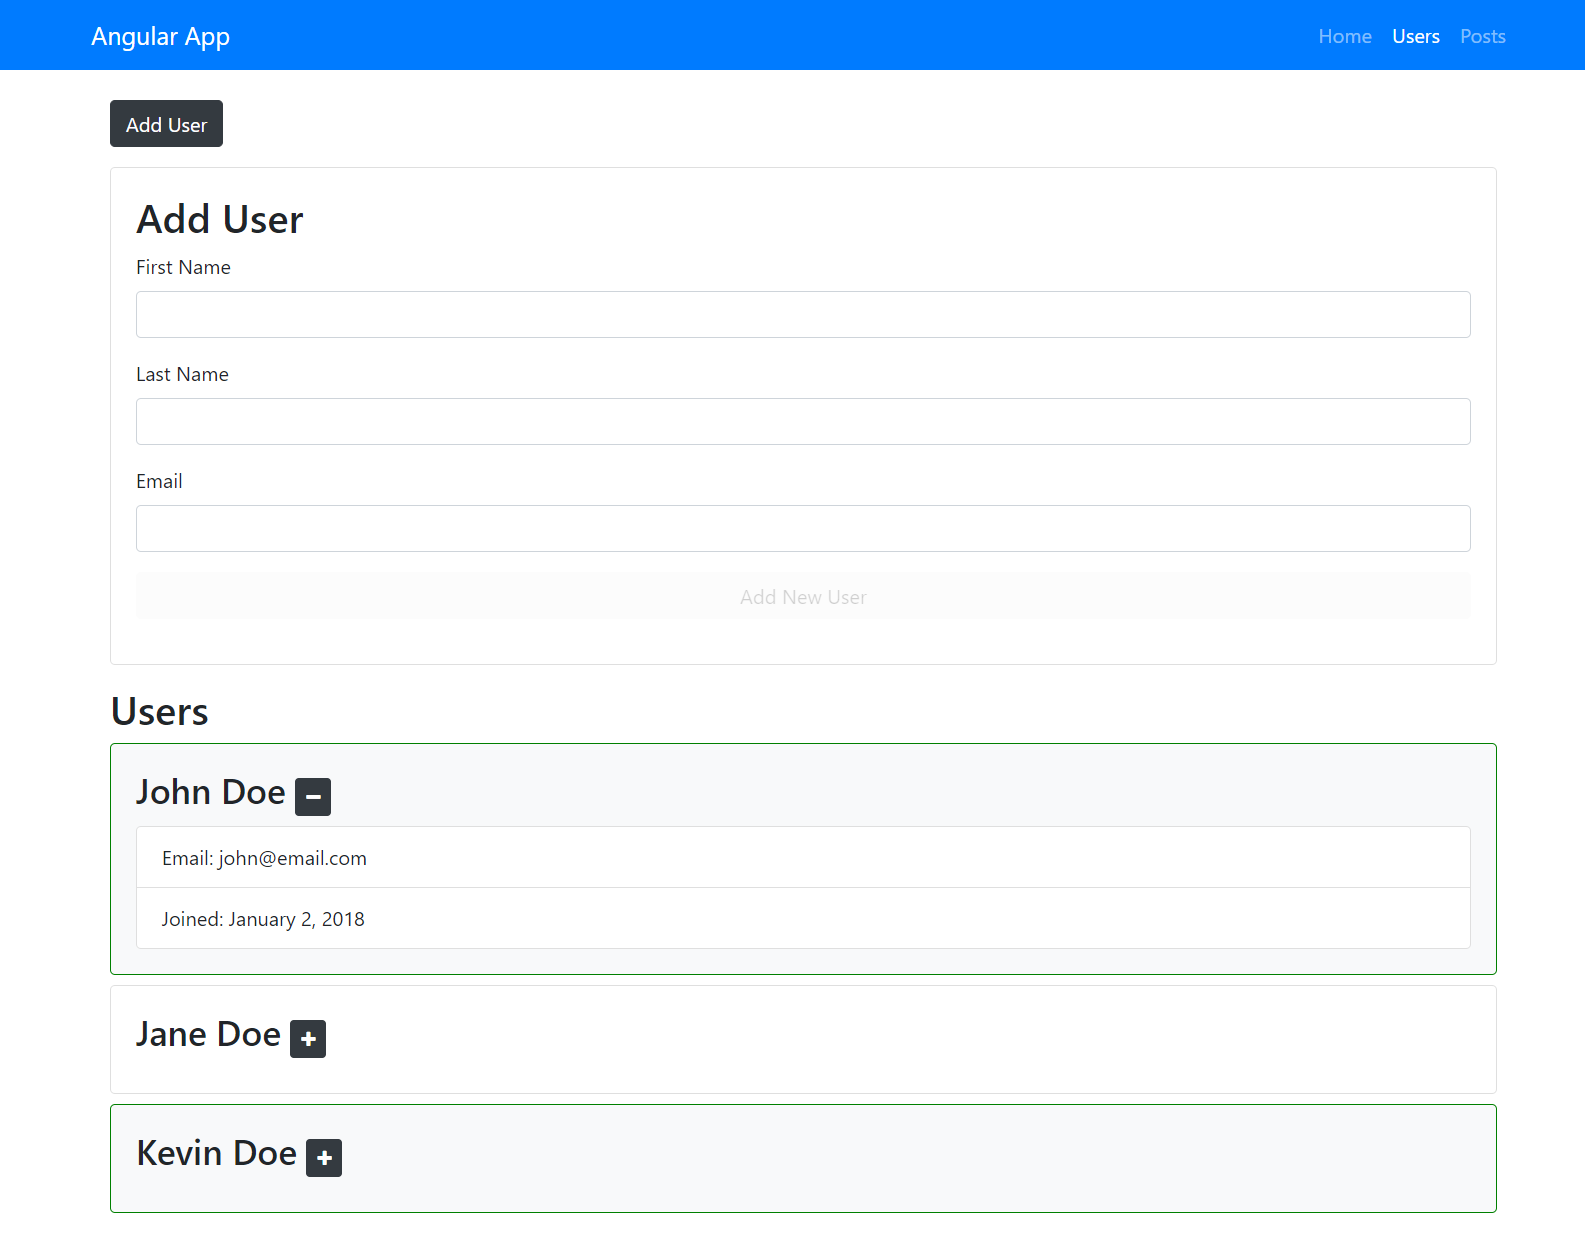 Angular App
Home Users Posts
Add User
Add User
First Name
Last Name
Email
Add New User
Users
John Doe
Email: john@email.com
Joined: January 2, 2018
Jane Doe
Kevin Doe